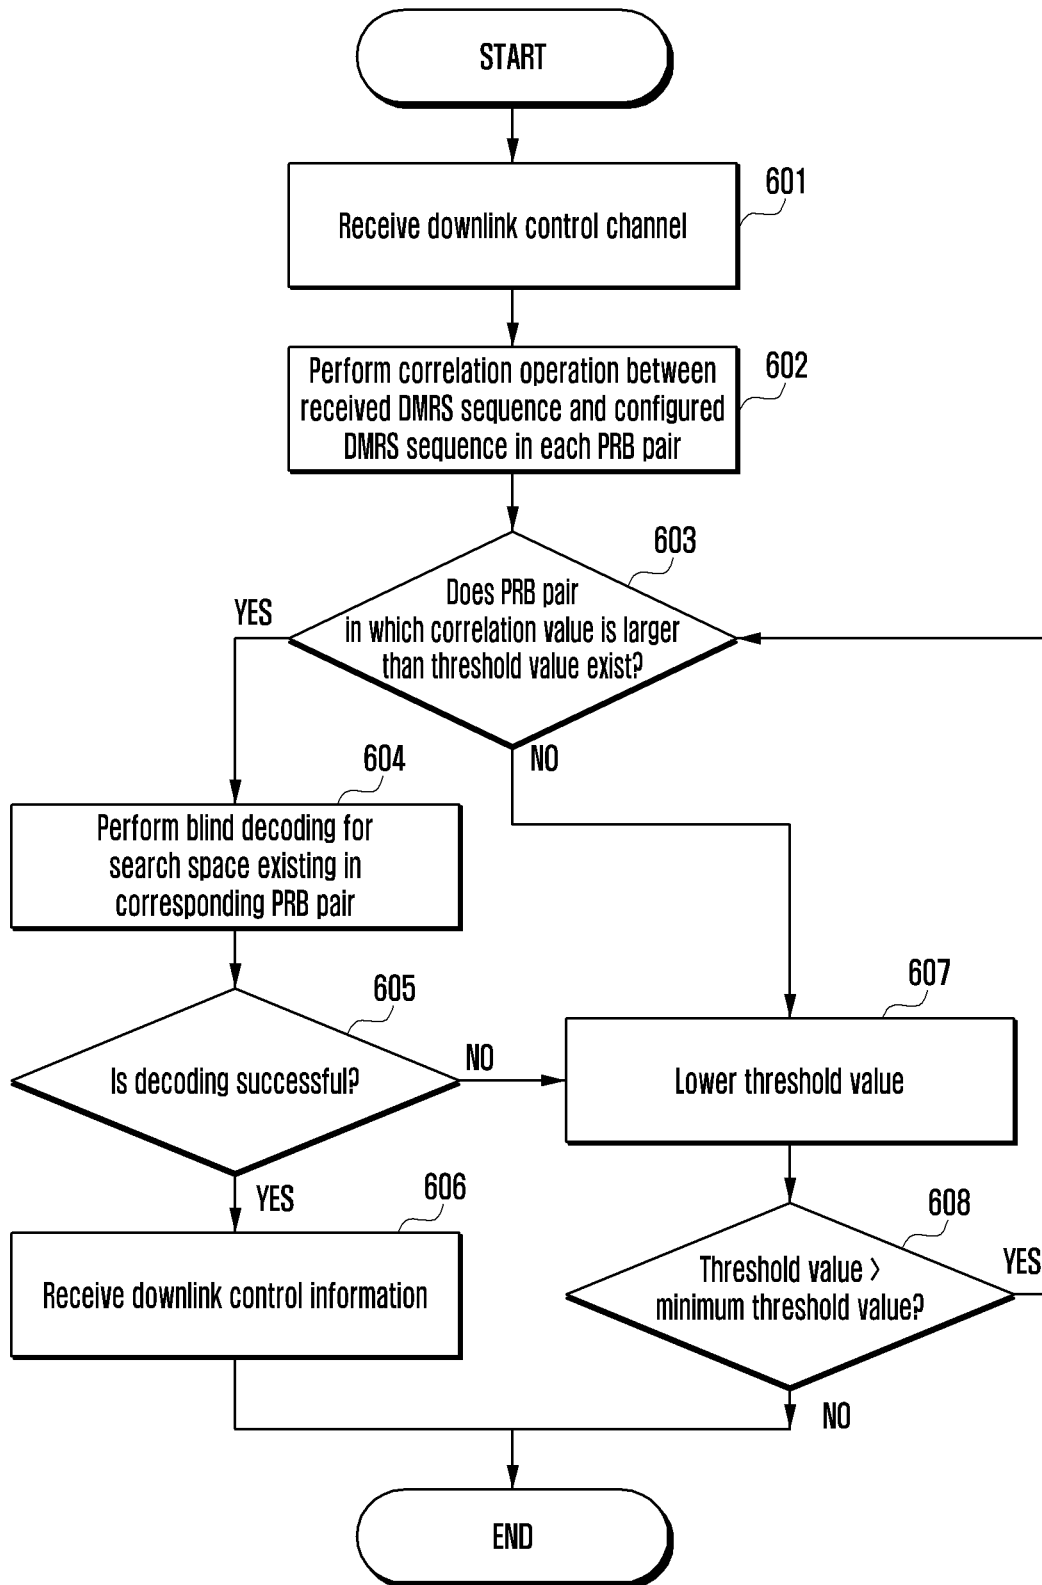 START
601
Receive downlink control channel
602
Perform correlation operation between
received DMRS sequence and configured
DMRS sequence in each PRB pair
603
Does PRB pair
in which correlation value is larger
than threshold value exist?
YES
NO
604
Perform blind decoding for
search space existing in
corresponding PRB pair
605
Is decoding successful?
NO
607
Lower threshold value
YES
606
Receive downlink control information
608
Threshold value >
minimum threshold value?
YES
NO
END